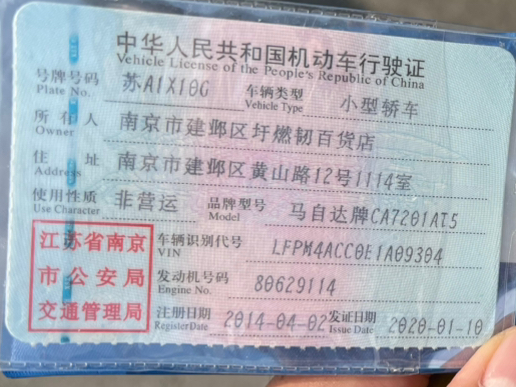 中华人民共和国机动车行驶证
Vehicle License of the People's Republic of China
号牌号码 苏A1X10G 车辆类型 小型轿车
Plate No. Vehicle Type
所有人 南京市建邺区圩燃韧百货店
Owner
住址 南京市建邺区黄山路12号1114室
Address
使用性质 非营运 品牌型号 马自达牌CA7201AT5
Use Character Model
江苏省南京
市公安局
交通管理局
车辆识别代号 LFPM4ACC0E1A09304
VIN
发动机号码 80629114
Engine No.
注册日期 2014-04-02 发证日期 2020-01-10
Register Date Issue Date